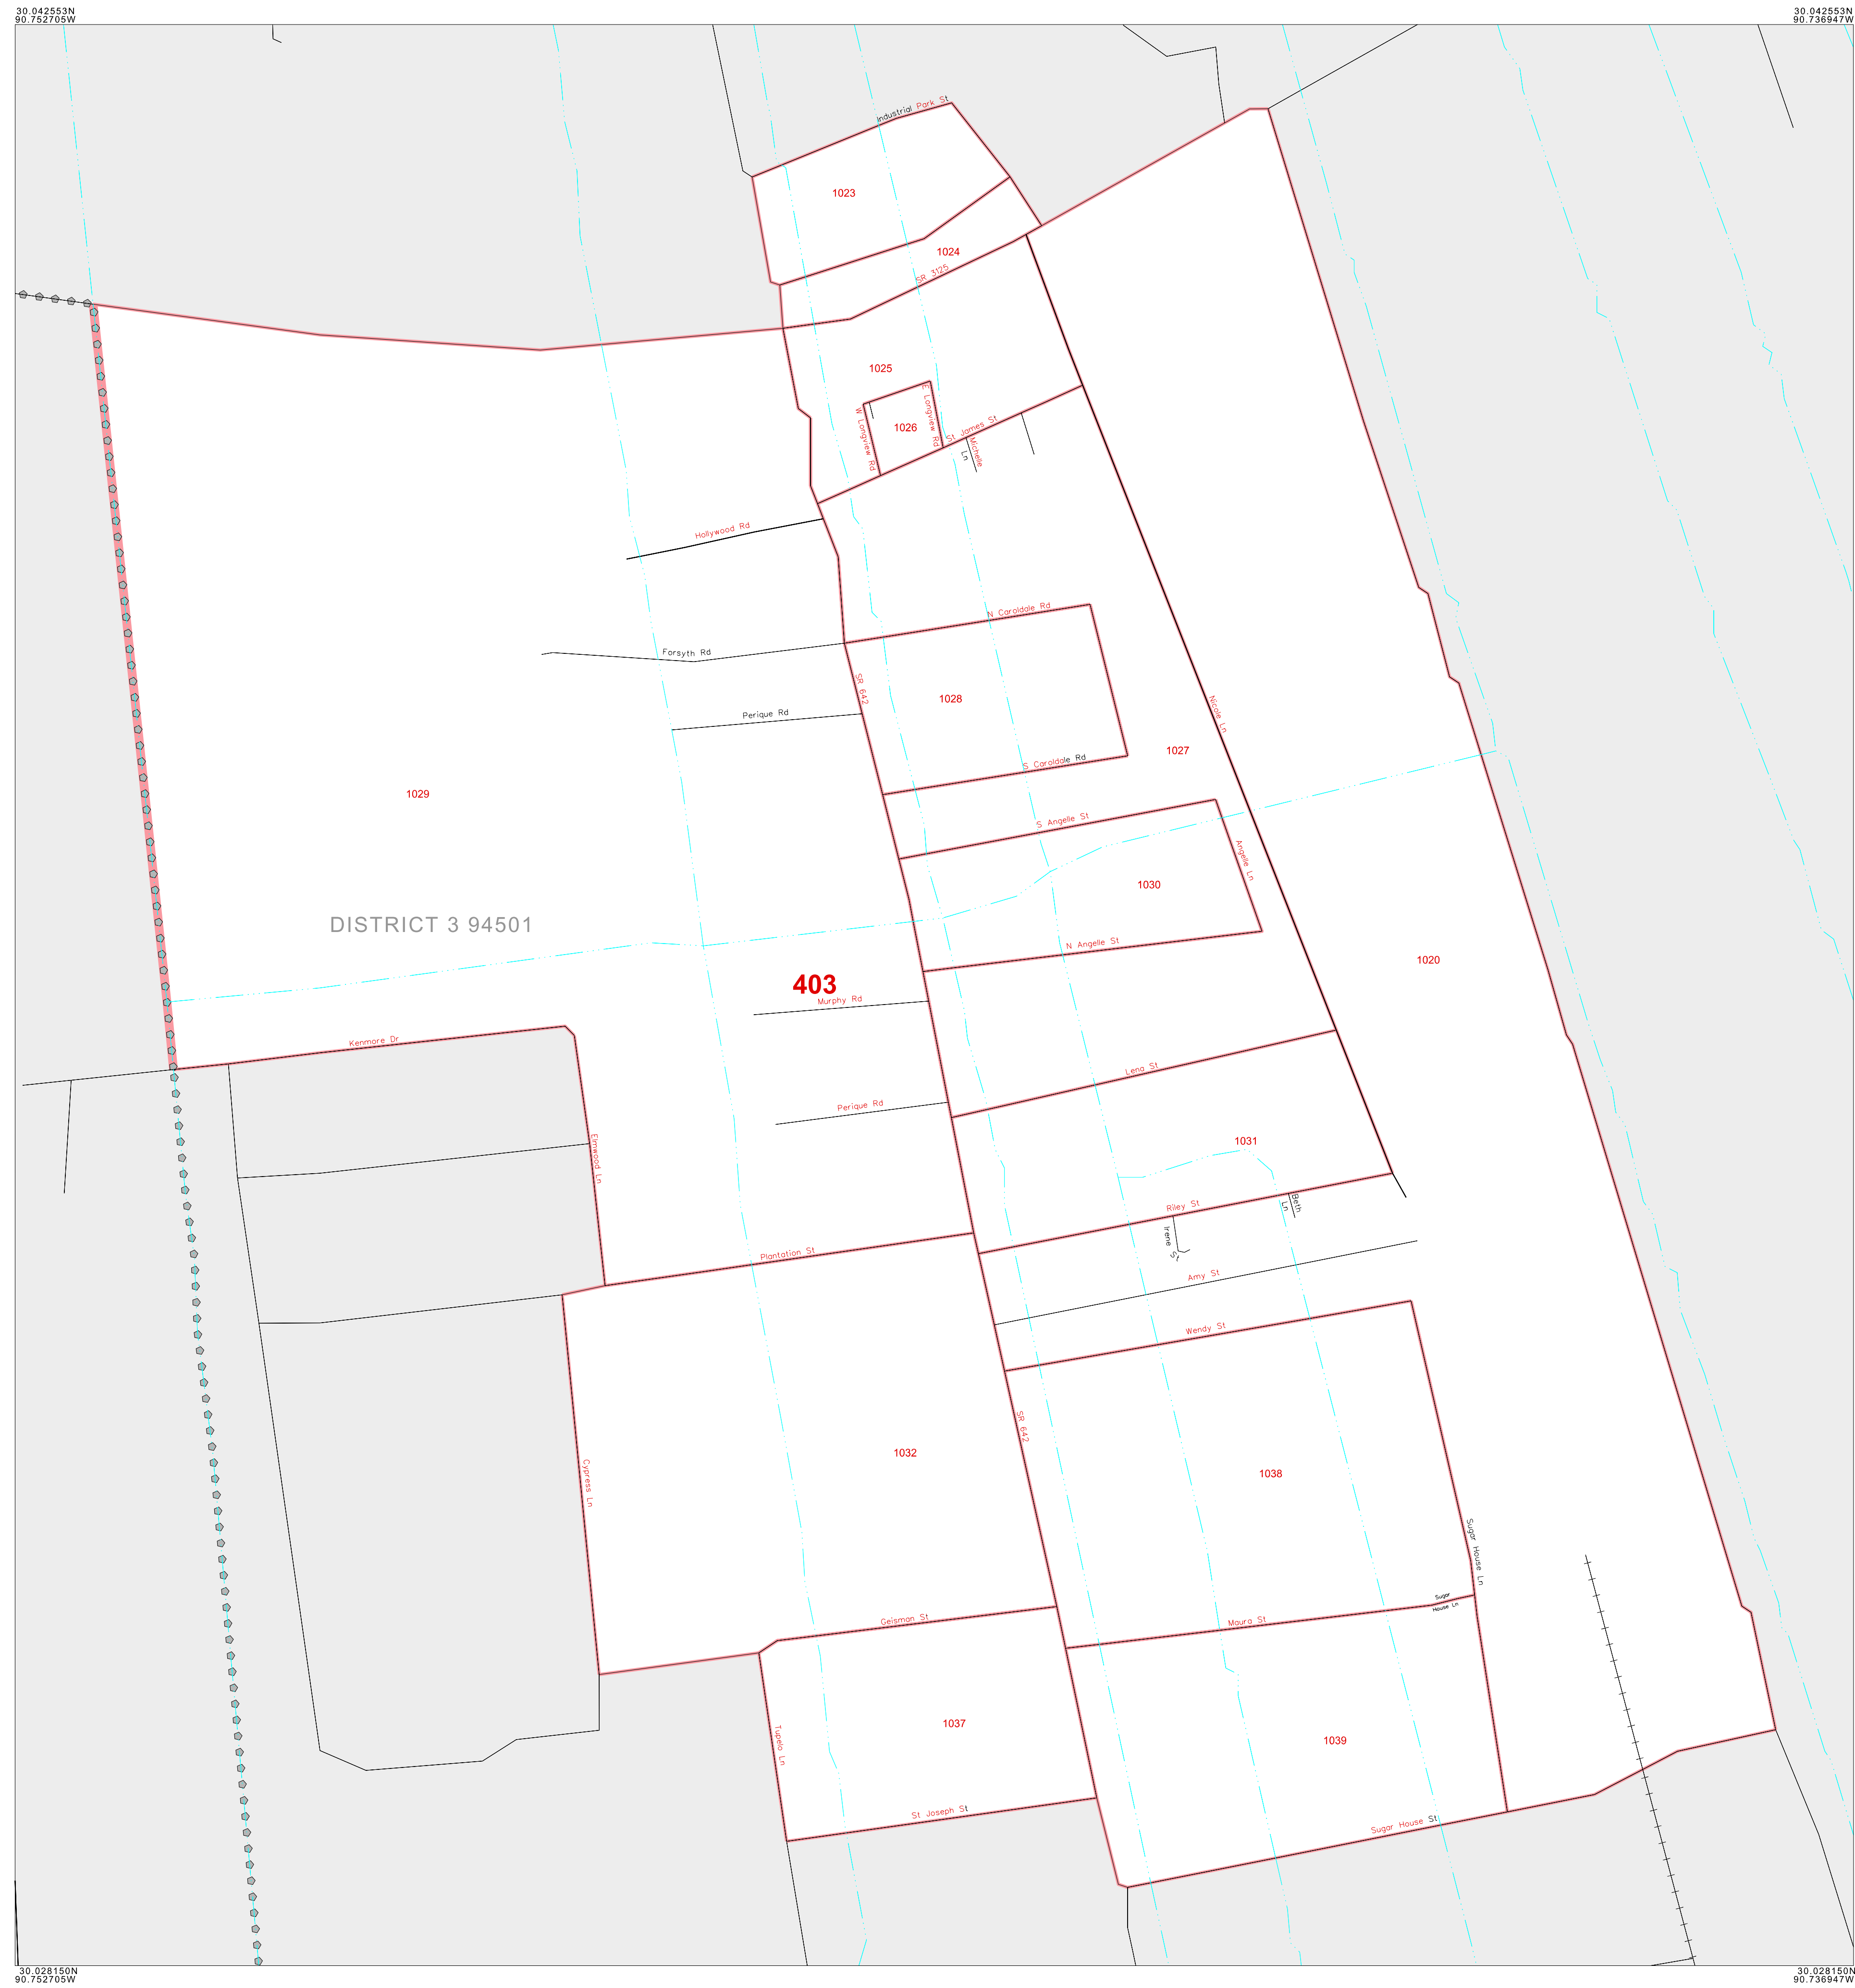 30.042553N
90.752705W
30.042553N
90.736947W
Industrial Park St
1023
1024
SR 3125
1025
W Longview Rd
1026
E Longview Rd
St James St
Michelle
Ln
Hollywood Rd
N Caroldale Rd
Forsyth Rd
SR 642
1028
Nicole Ln
Perique Rd
1027
S Caroldale Rd
1029
S Angelle St
Angelle Ln
1030
DISTRICT 3 94501
N Angelle St
1020
403
Murphy Rd
Kenmore Dr
Lena St
Perique Rd
Elmwood Ln
1031
Riley St
Beth
Ln
Irene St
Plantation St
Amy St
Wendy St
SR 642
1032
1038
Cypress Ln
Sugar House Ln
Geisman St
Maura St
Sugar
House Ln
1037
1039
Tupelo Ln
St Joseph St
Sugar House St
30.028150N
90.752705W
30.028150N
90.736947W